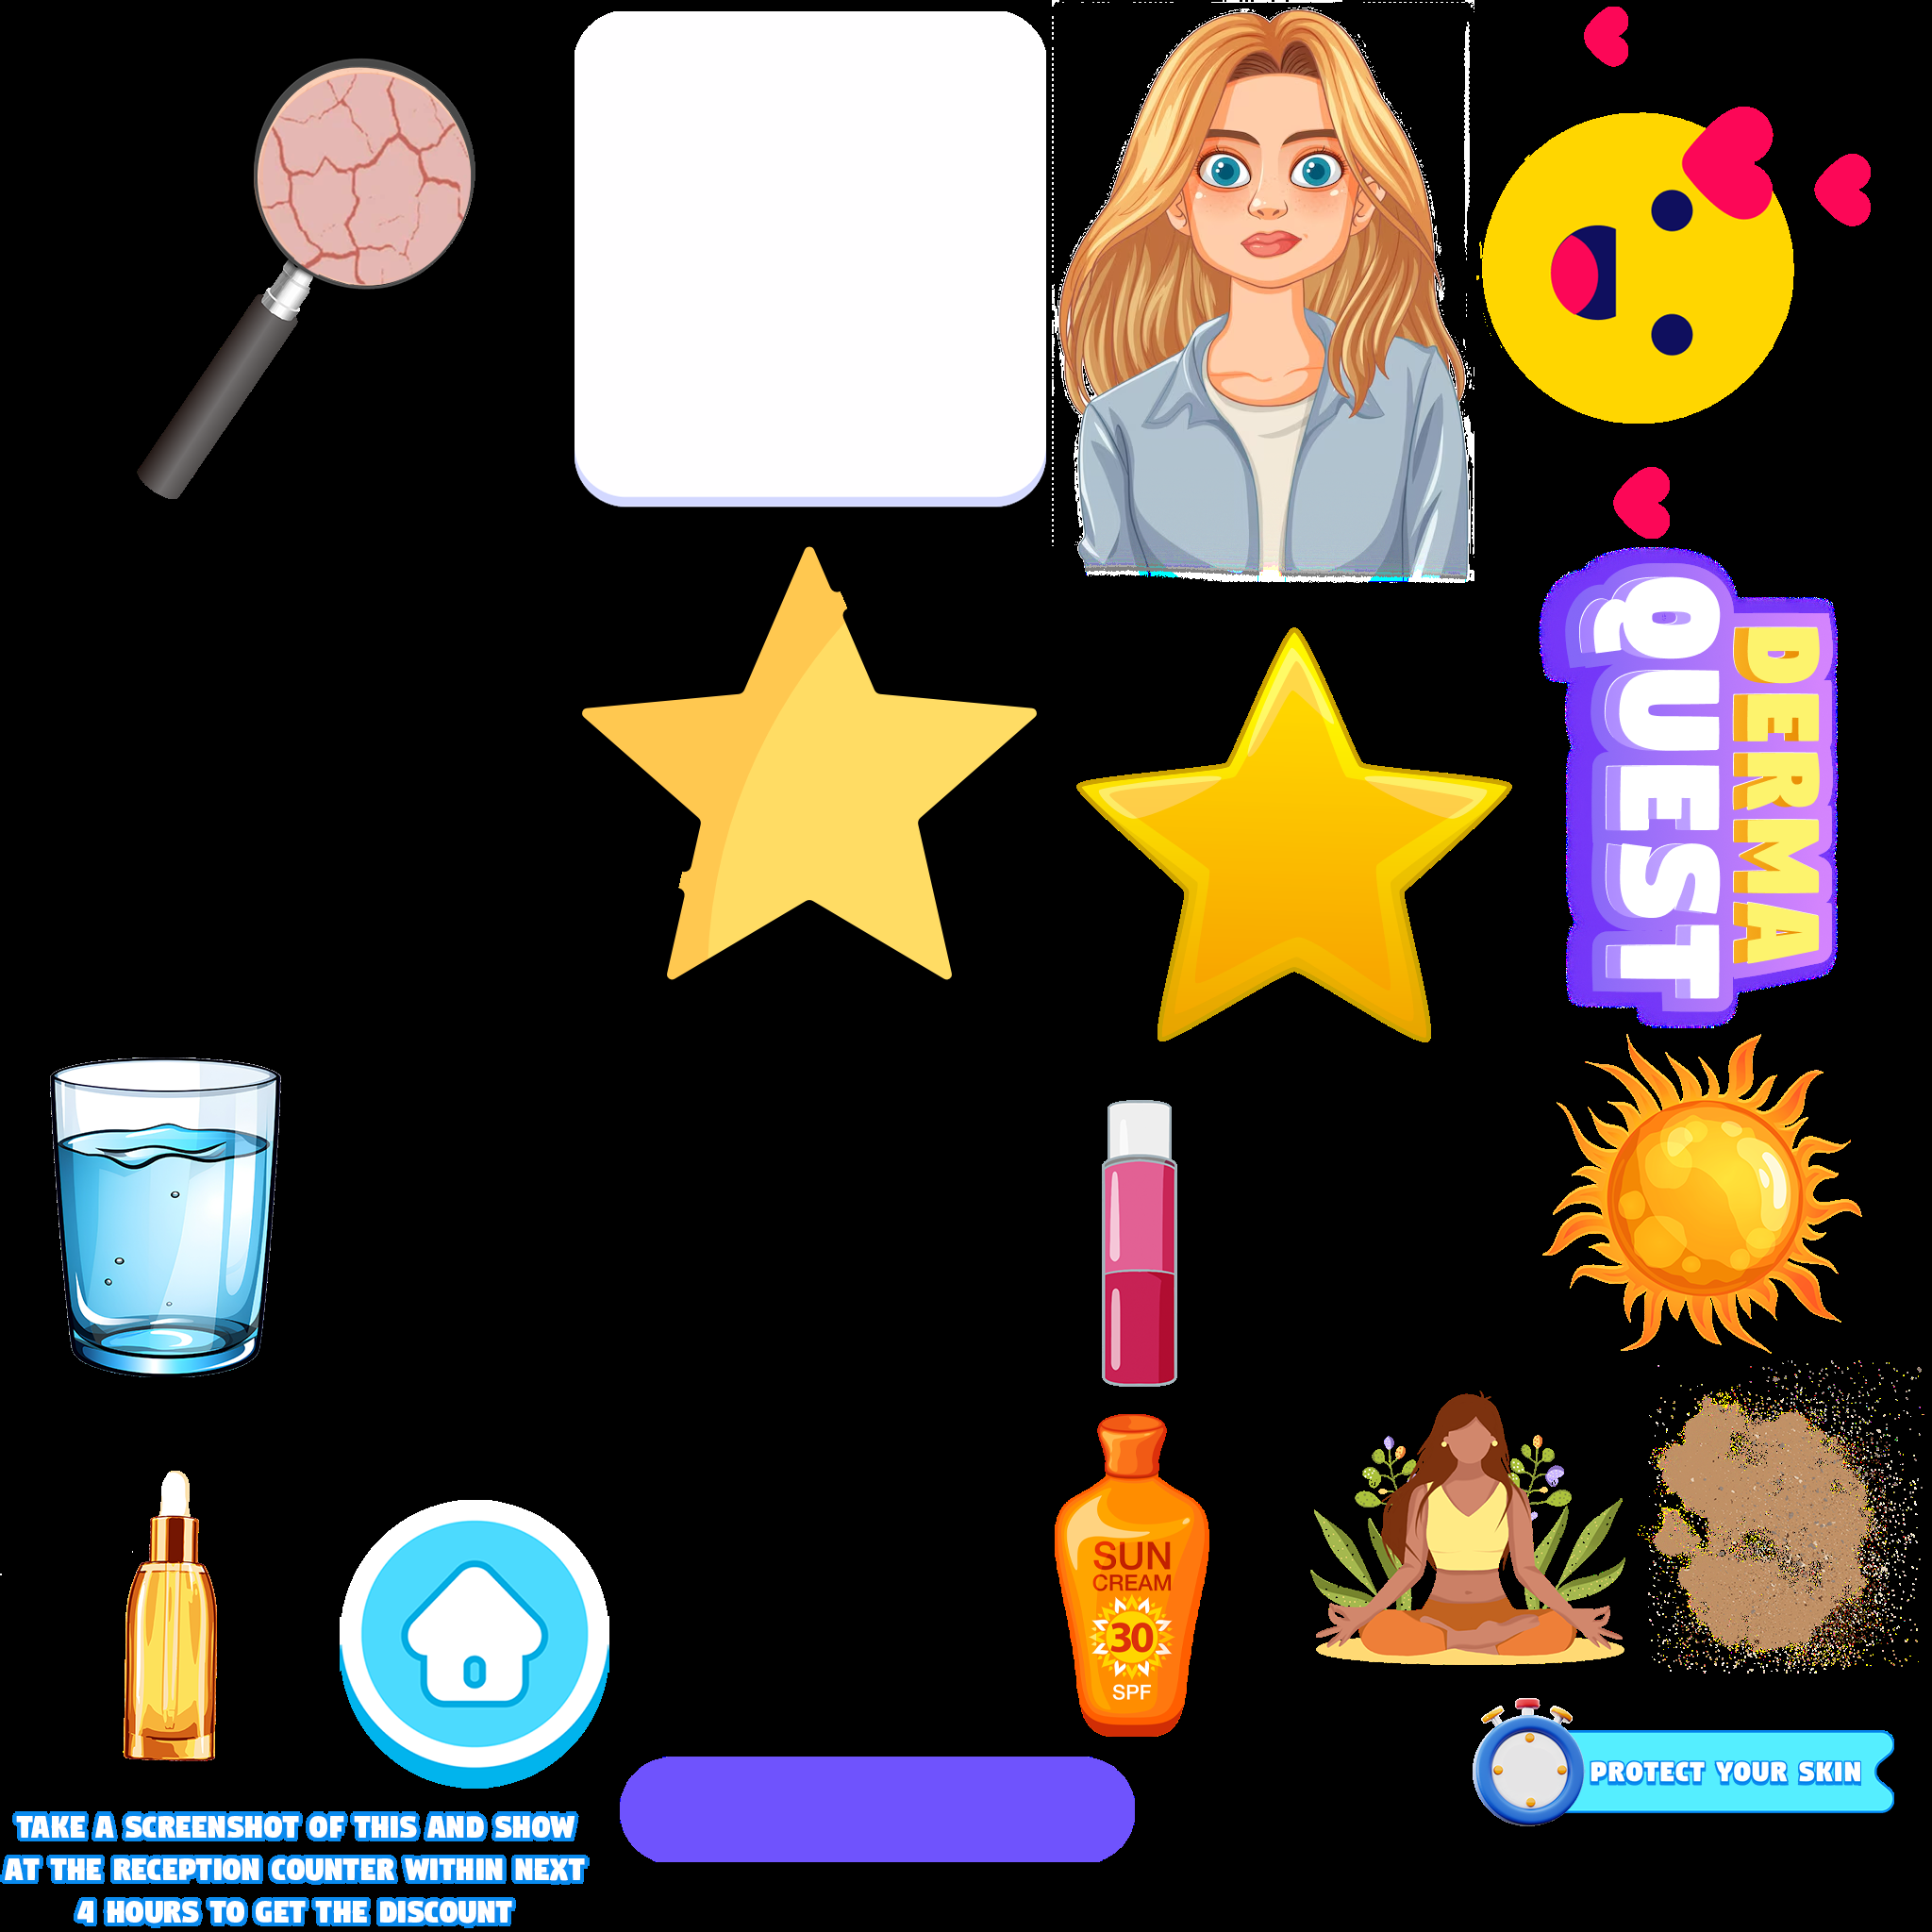 DERMA
QUEST
SUN
CREAM
30
SPF
PROTECT YOUR SKIN
TAKE A SCREENSHOT OF THIS AND SHOW
AT THE RECEPTION COUNTER WITHIN NEXT
4 HOURS TO GET THE DISCOUNT